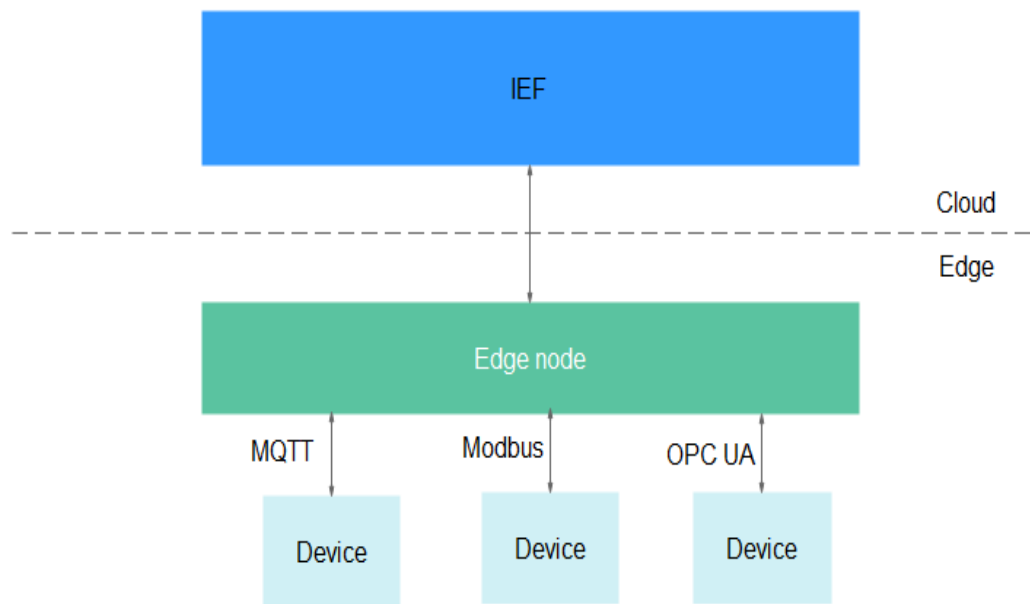 IEF
Cloud
Edge
Edge node
MQTT
Modbus
OPC UA
Device
Device
Device